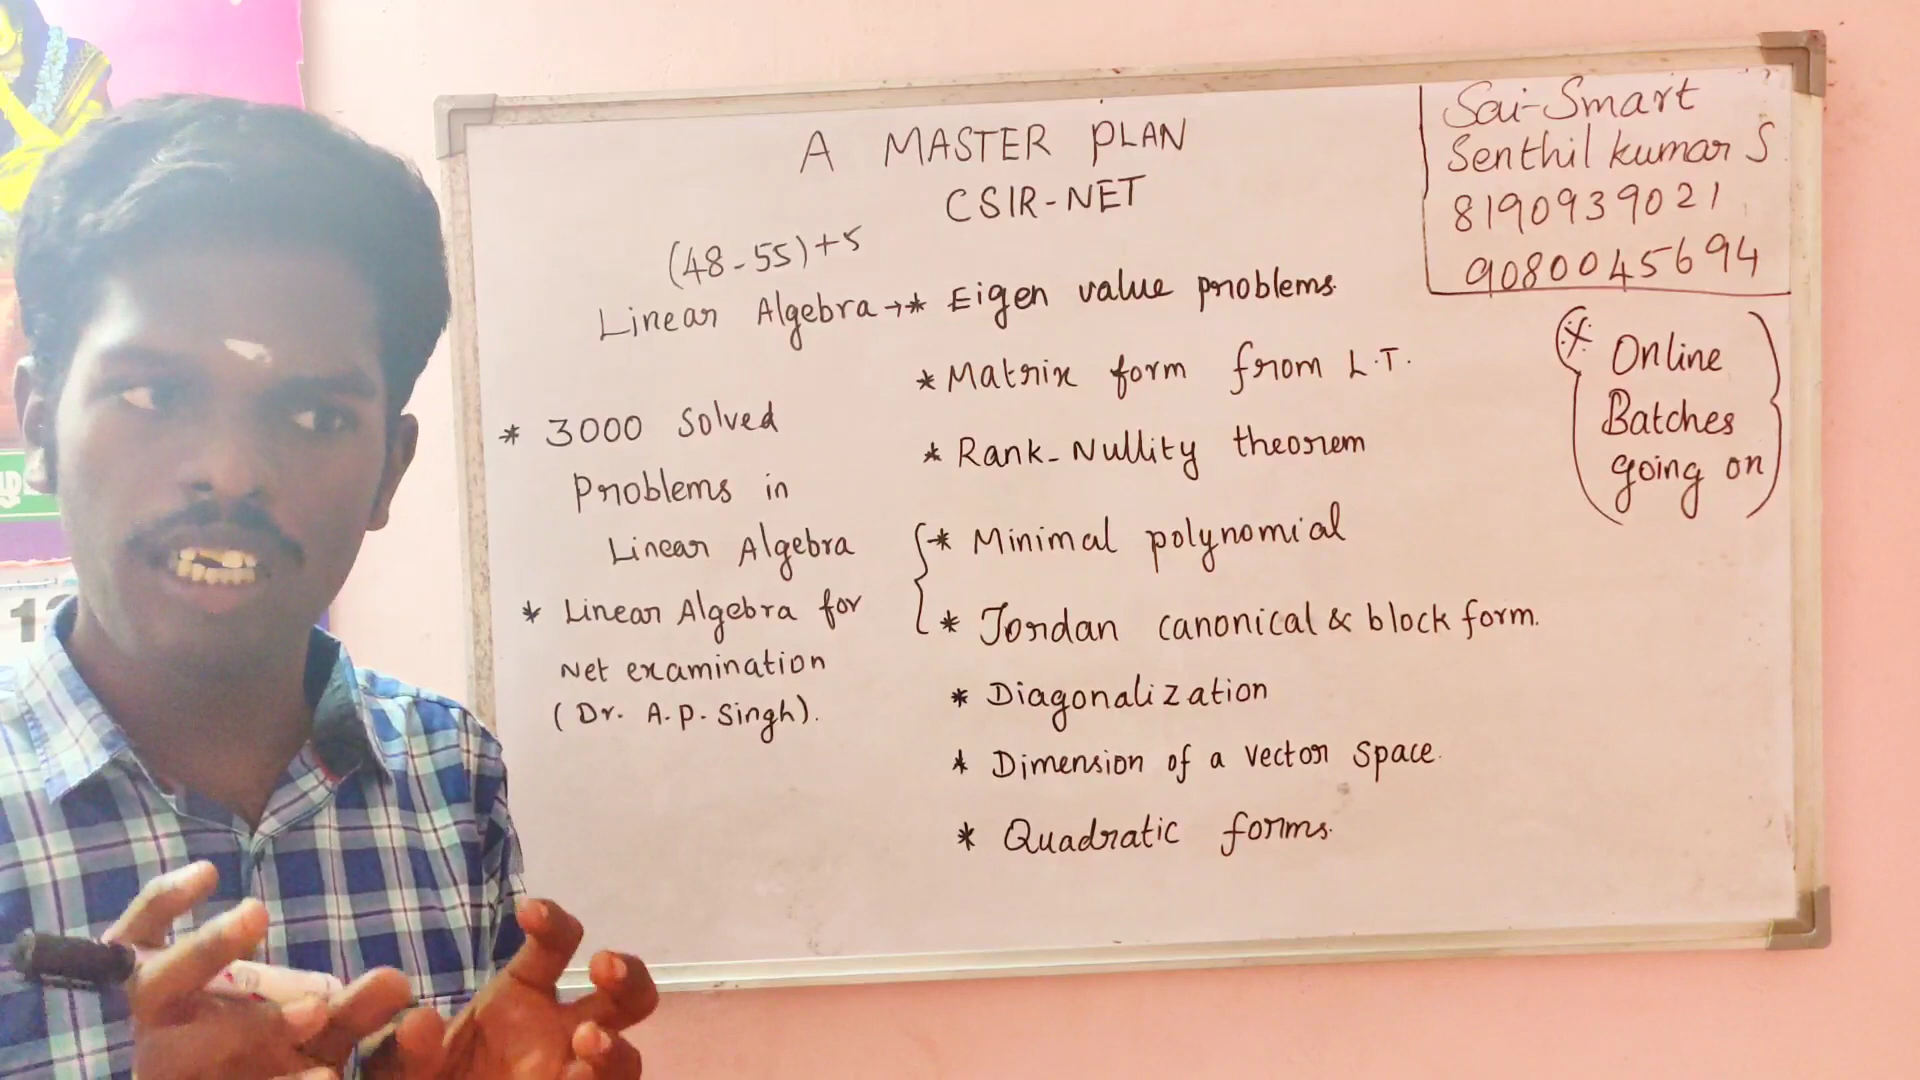 A MASTER PLAN
CSIR-NET
(48-55)+5
Linear Algebra →* Eigen value problems.
* Matrix form from L.T.
* Rank-Nullity theorem
* Minimal polynomial
* Jordan canonical & block form.
* Diagonalization
* Dimension of a vector space.
* Quadratic forms.
* 3000 Solved
Problems in
Linear Algebra
* Linear Algebra for
Net examination
(Dr. A.P. Singh).
Sai-Smart
Senthil kumar S
8190939021
9080045694
* Online
Batches
going on